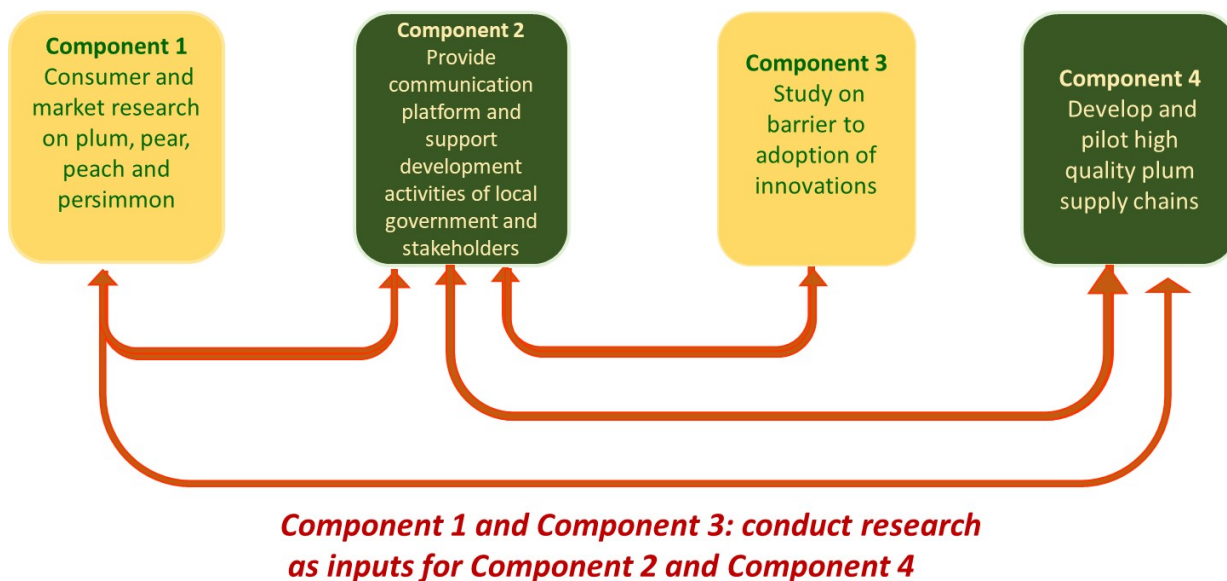 Component 1
Consumer and
market research
on plum, pear,
peach and
persimmon
Component 2
Provide
communication
platform and
support
development
activities of local
government and
stakeholders
Component 3
Study on
barrier to
adoption of
innovations
Component 4
Develop and
pilot high
quality plum
supply chains
Component 1 and Component 3: conduct research
as inputs for Component 2 and Component 4